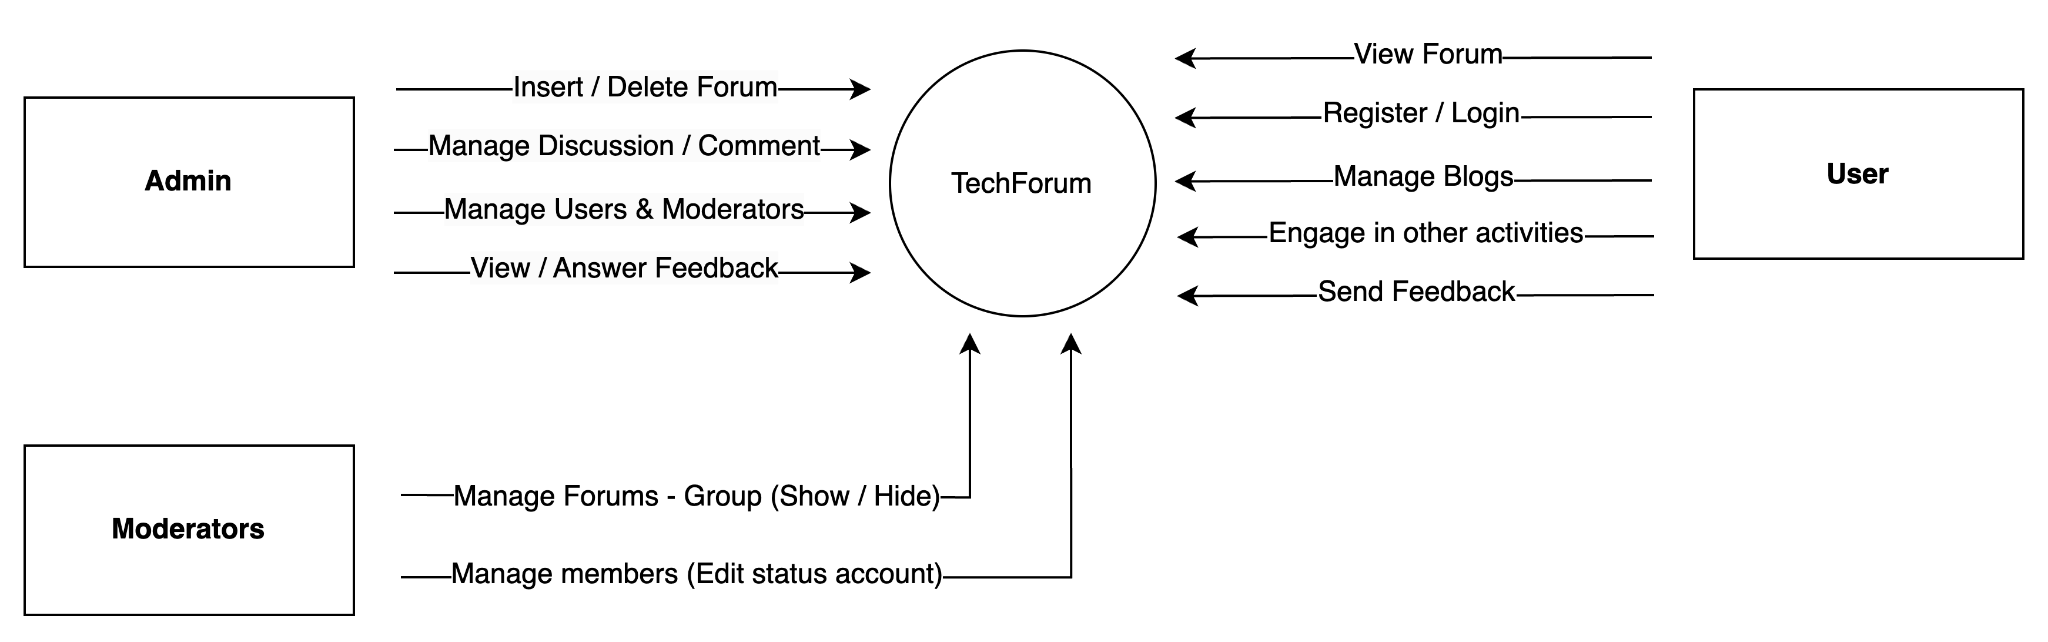 Admin
Insert / Delete Forum
Manage Discussion / Comment
Manage Users & Moderators
View / Answer Feedback
TechForum
View Forum
Register / Login
Manage Blogs
Engage in other activities
Send Feedback
User
Moderators
Manage Forums - Group (Show / Hide)
Manage members (Edit status account)